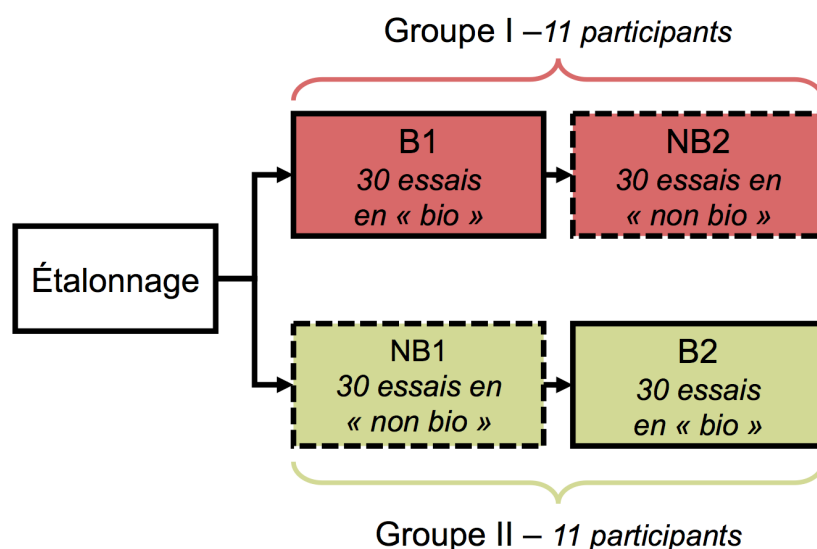 Groupe I –11 participants
B1
30 essais
en « bio »
NB2
30 essais en
« non bio »
Étalonnage
NB1
30 essais en
« non bio »
B2
30 essais
en « bio »
Groupe II – 11 participants